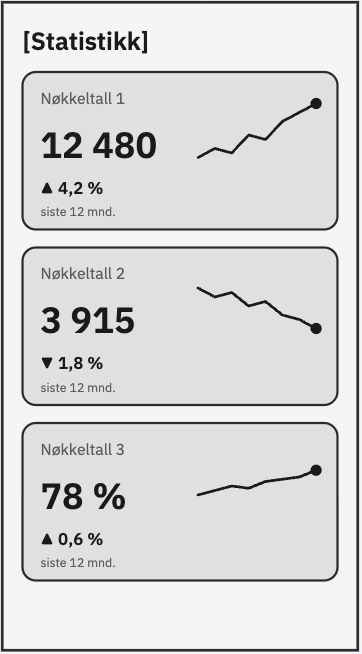 [Statistikk]
Nøkkeltall 1
12 480
▲ 4,2 %
siste 12 mnd.
Nøkkeltall 2
3 915
▼ 1,8 %
siste 12 mnd.
Nøkkeltall 3
78 %
▲ 0,6 %
siste 12 mnd.